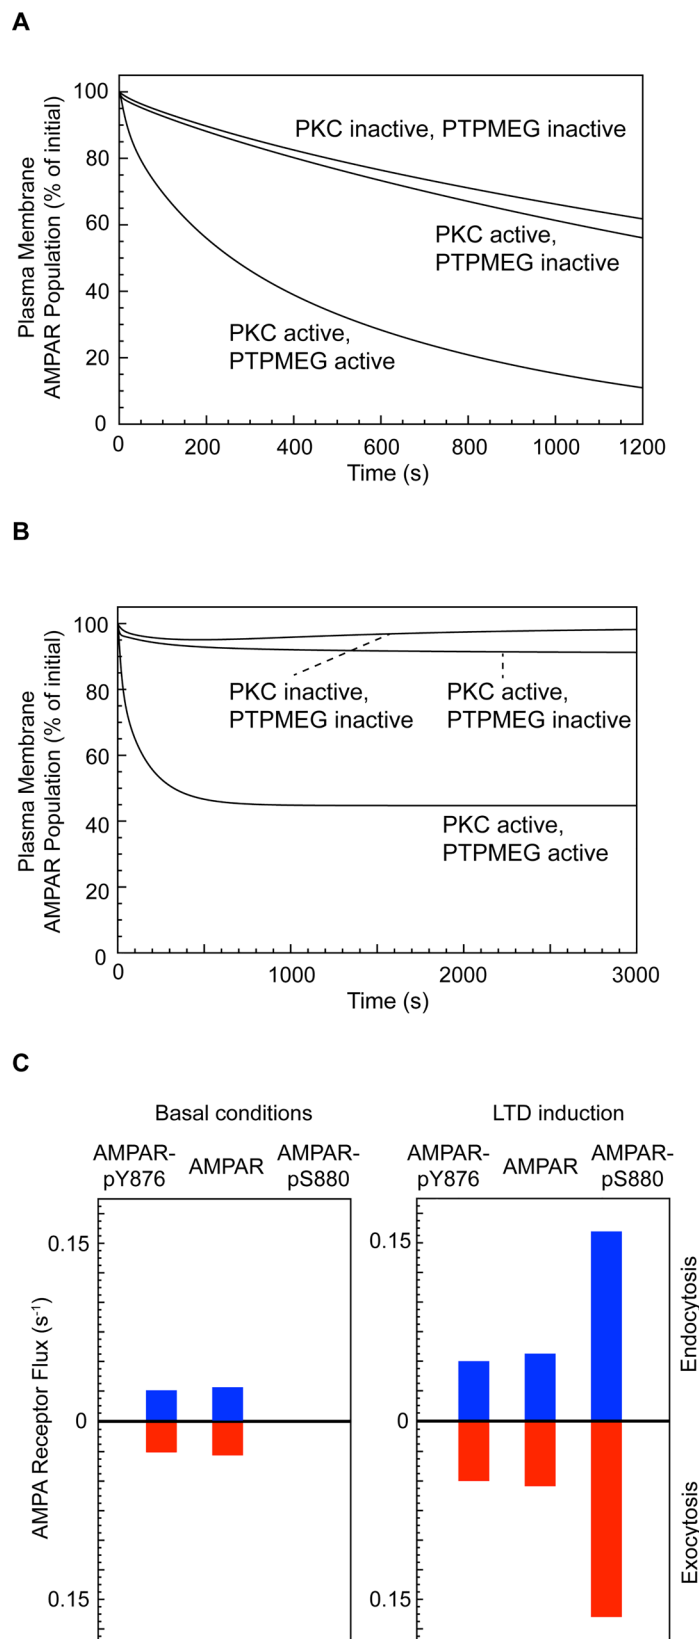 A
Plasma Membrane
AMPAR Population (% of initial)
100
80
60
40
20
0
PKC inactive, PTPMEG inactive
PKC active,
PTPMEG inactive
PKC active,
PTPMEG active
0 200 400 600 800 1000 1200
Time (s)
B
Plasma Membrane
AMPAR Population (% of initial)
100
80
60
40
20
0
PKC inactive,
PTPMEG inactive
PKC active,
PTPMEG inactive
PKC active,
PTPMEG active
0 1000 2000 3000
Time (s)
C
Basal conditions
AMPAR-
pY876
AMPAR
AMPAR-
pS880
LTD induction
AMPAR-
pY876
AMPAR
AMPAR-
pS880
AMPA Receptor Flux (s⁻¹)
0.15
0
0.15
0.15
0
0.15
Endocytosis
Exocytosis